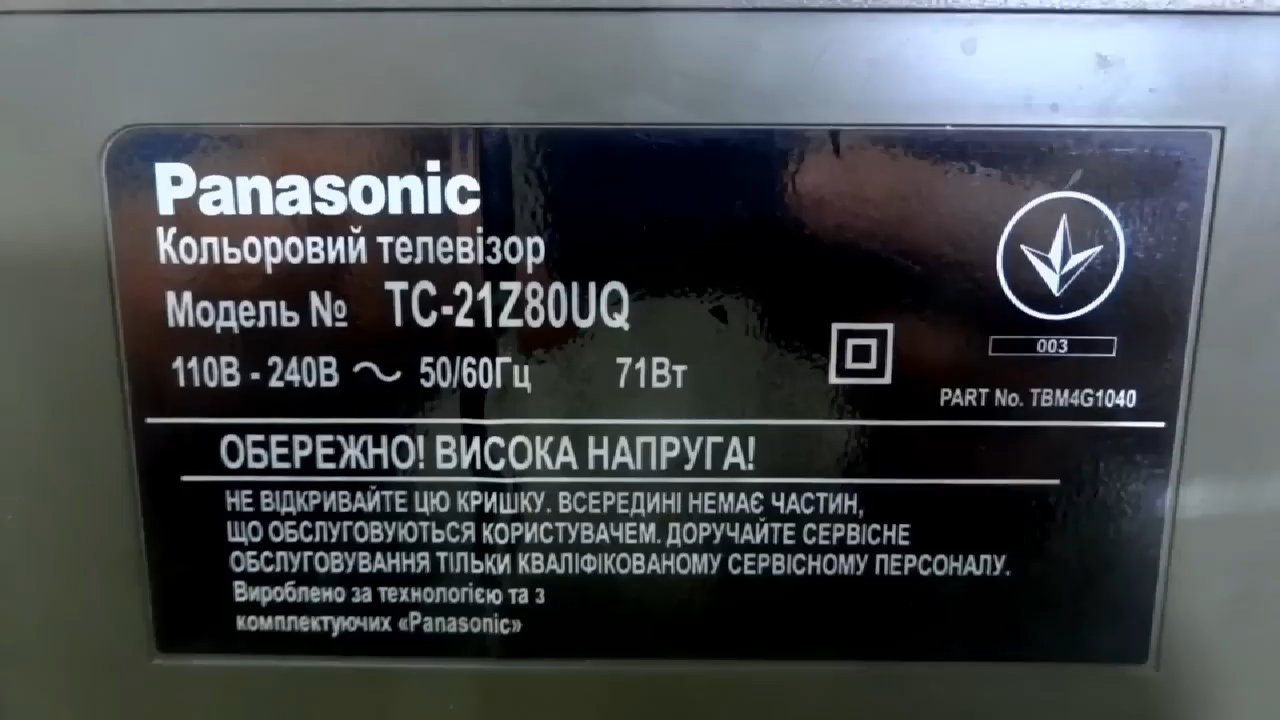 Panasonic
Кольоровий телевізор
Модель № TC-21Z80UQ
110В - 240В ~ 50/60Гц 71Вт
003
PART No. TBM4G1040
ОБЕРЕЖНО! ВИСОКА НАПРУГА!
НЕ ВІДКРИВАЙТЕ ЦЮ КРИШКУ. ВСЕРЕДИНІ НЕМАЄ ЧАСТИН,
ЩО ОБСЛУГОВУЮТЬСЯ КОРИСТУВАЧЕМ. ДОРУЧАЙТЕ СЕРВІСНЕ
ОБСЛУГОВУВАННЯ ТІЛЬКИ КВАЛІФІКОВАНОМУ СЕРВІСНОМУ ПЕРСОНАЛУ.
Вироблено за технологією та з
комплектуючих «Panasonic»